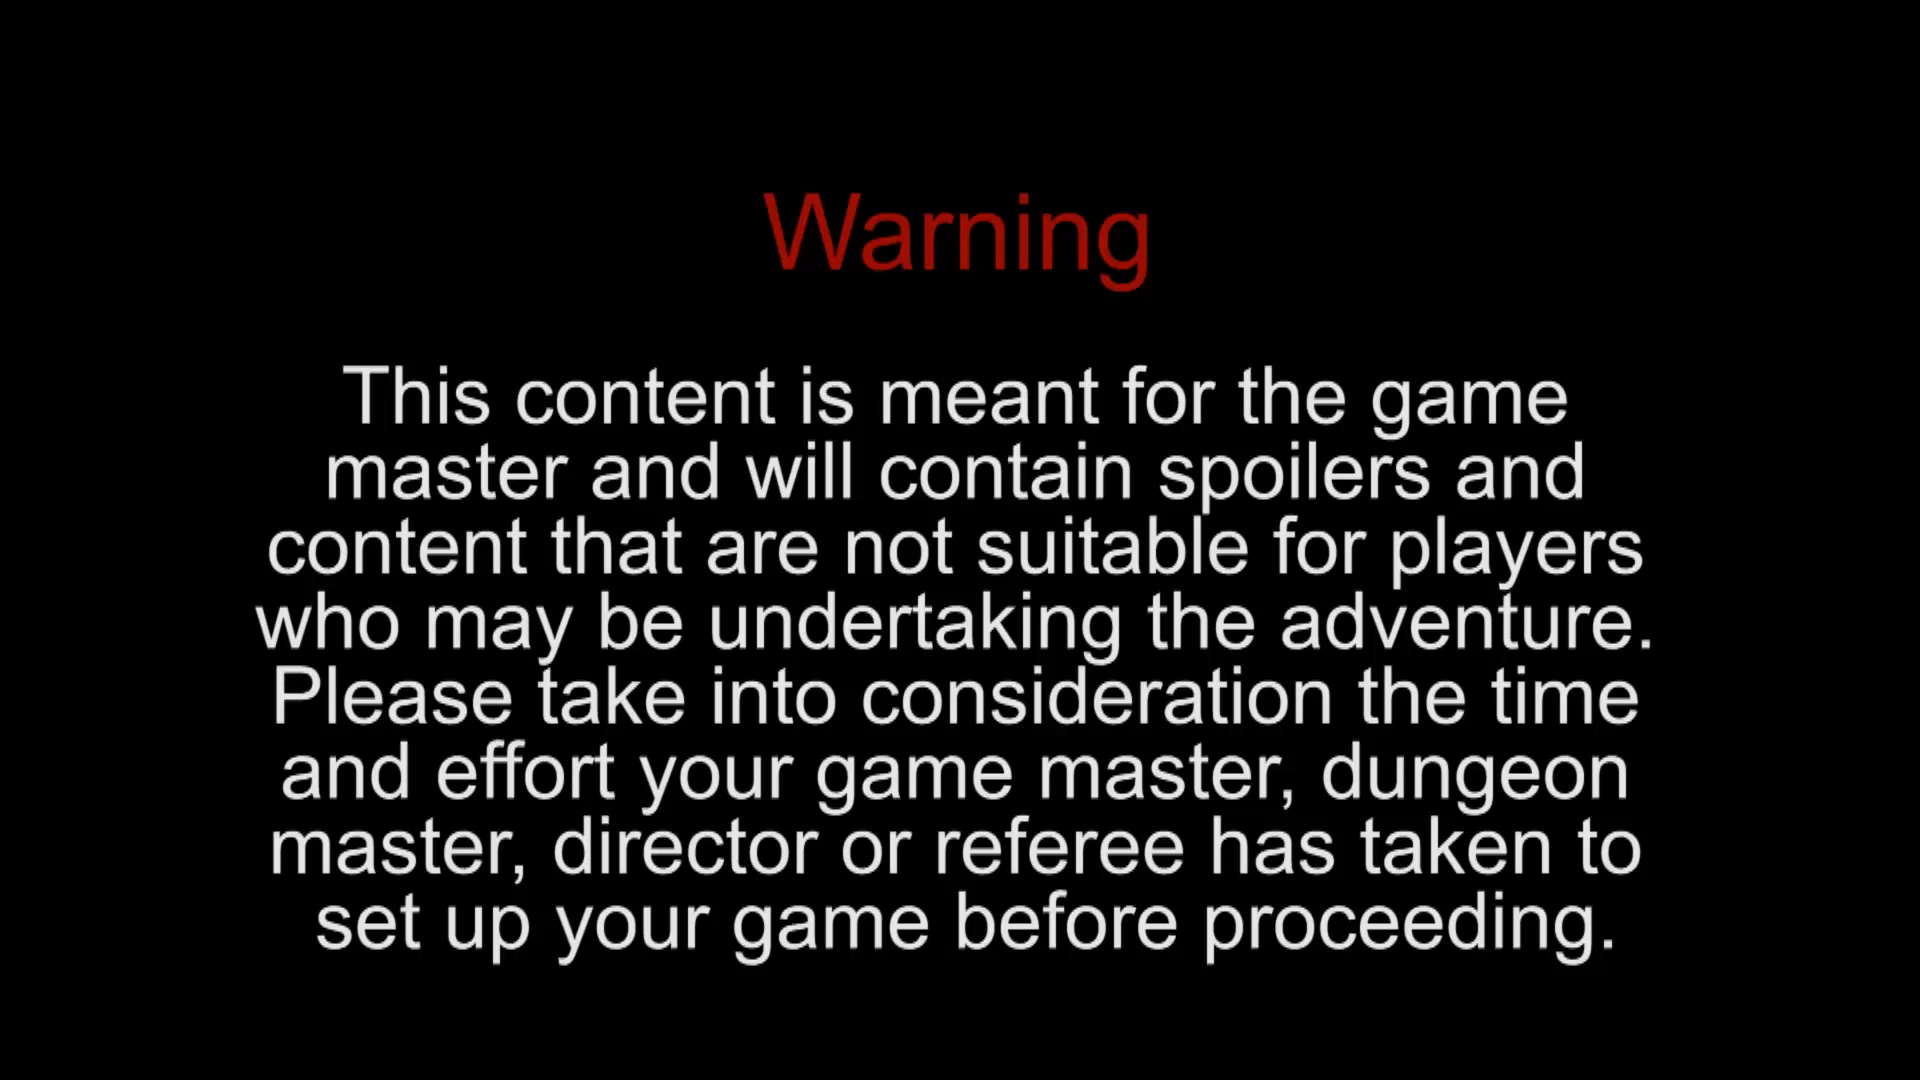 Warning
This content is meant for the game
master and will contain spoilers and
content that are not suitable for players
who may be undertaking the adventure.
Please take into consideration the time
and effort your game master, dungeon
master, director or referee has taken to
set up your game before proceeding.